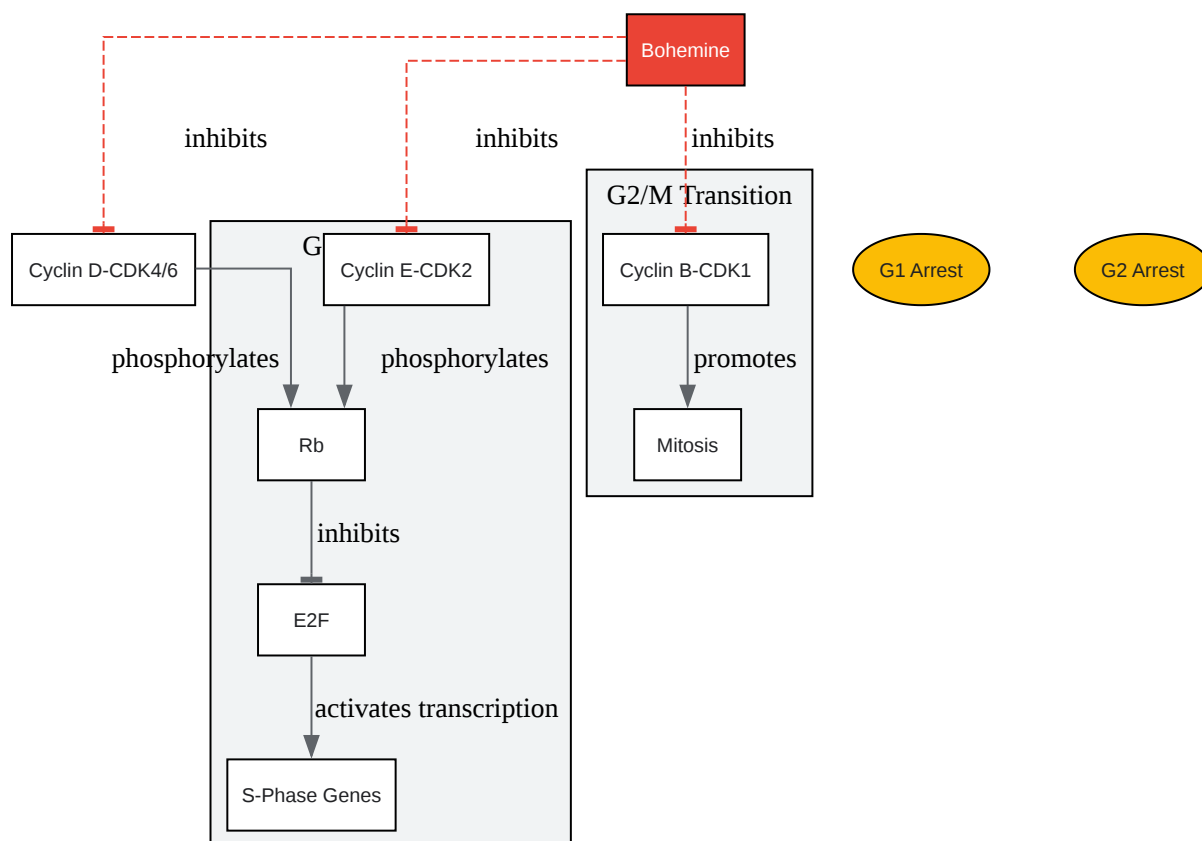 Bohemine
inhibits
inhibits
inhibits
G2/M Transition
G
Cyclin D-CDK4/6
Cyclin E-CDK2
Cyclin B-CDK1
G1 Arrest
G2 Arrest
phosphorylates
phosphorylates
promotes
Rb
Mitosis
inhibits
E2F
activates transcription
S-Phase Genes